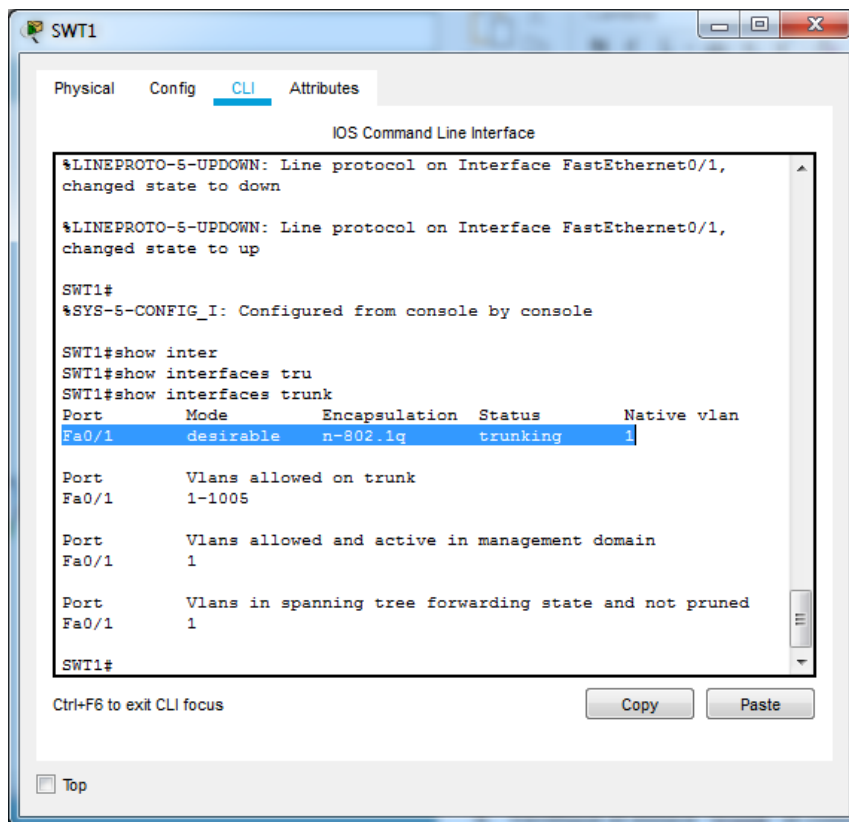 SWT1
Physical Config CLI Attributes
IOS Command Line Interface
%LINEPROTO-5-UPDOWN: Line protocol on Interface FastEthernet0/1,
changed state to down
%LINEPROTO-5-UPDOWN: Line protocol on Interface FastEthernet0/1,
changed state to up
SWT1#
%SYS-5-CONFIG_I: Configured from console by console
SWT1#show inter
SWT1#show interfaces tru
SWT1#show interfaces trunk
Port Mode Encapsulation Status Native vlan
Fa0/1 desirable n-802.1q trunking 1
Port Vlans allowed on trunk
Fa0/1 1-1005
Port Vlans allowed and active in management domain
Fa0/1 1
Port Vlans in spanning tree forwarding state and not pruned
Fa0/1 1
SWT1#
Ctrl+F6 to exit CLI focus Copy Paste
Top